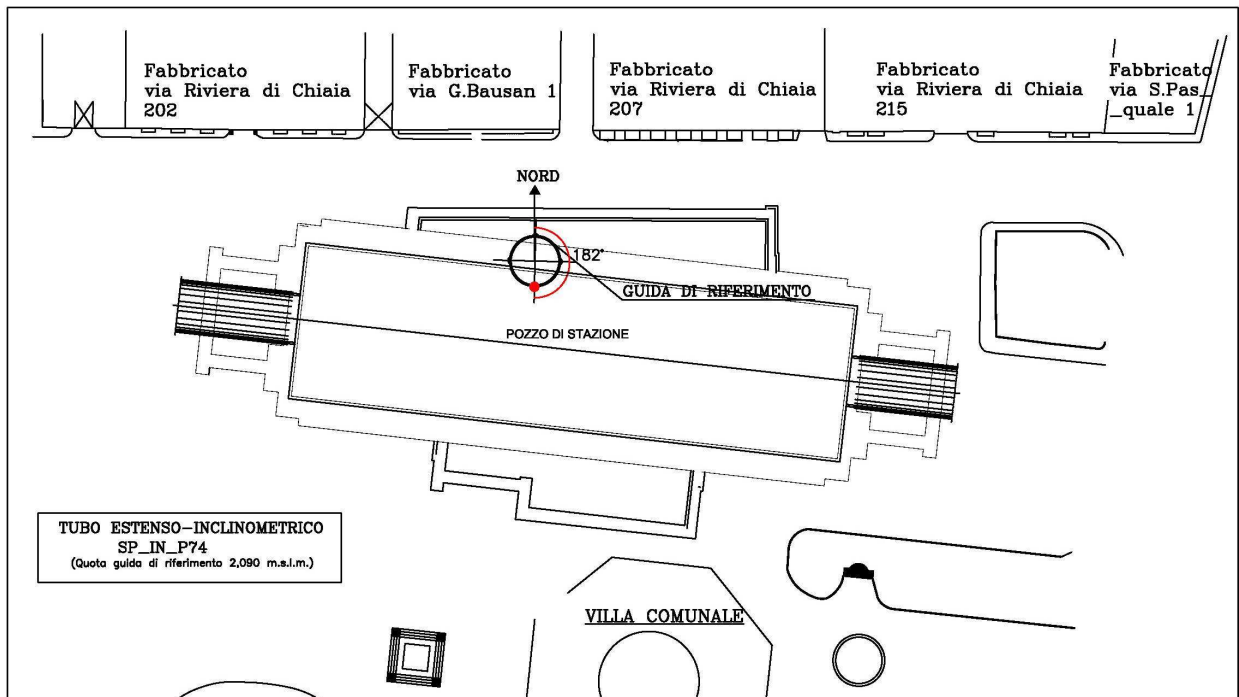 Fabbricato
via Riviera di Chiaia
202
Fabbricato
via G.Bausan 1
Fabbricato
via Riviera di Chiaia
207
Fabbricato
via Riviera di Chiaia
215
Fabbricato
via S.Pas_
_quale 1
NORD
182°
GUIDA DI RIFERIMENTO
POZZO DI STAZIONE
TUBO ESTENSO-INCLINOMETRICO
SP_IN_P74
(Quota guida di riferimento 2,090 m.s.l.m.)
VILLA COMUNALE